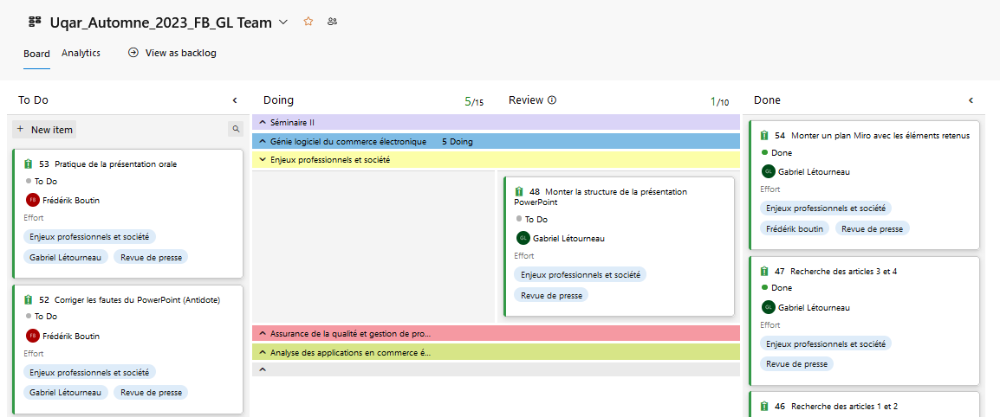 Uqar_Automne_2023_FB_GL Team
Board
Analytics
View as backlog
To Do
New item
53 Pratique de la présentation orale
To Do
FB Frédérik Boutin
Effort
Enjeux professionnels et société
Gabriel Létourneau
Revue de presse
52 Corriger les fautes du PowerPoint (Antidote)
To Do
FB Frédérik Boutin
Effort
Enjeux professionnels et société
Gabriel Létourneau
Revue de presse
Doing
5/15
Review
1/10
Séminaire II
Génie logiciel du commerce électronique 5 Doing
Enjeux professionnels et société
48 Monter la structure de la présentation
PowerPoint
To Do
GL Gabriel Létourneau
Effort
Enjeux professionnels et société
Revue de presse
Assurance de la qualité et gestion de pro...
Analyse des applications en commerce é...
Done
54 Monter un plan Miro avec les éléments retenus
Done
GL Gabriel Létourneau
Effort
Enjeux professionnels et société
Frédérik boutin
Revue de presse
47 Recherche des articles 3 et 4
Done
GL Gabriel Létourneau
Effort
Enjeux professionnels et société
Revue de presse
46 Recherche des articles 1 et 2